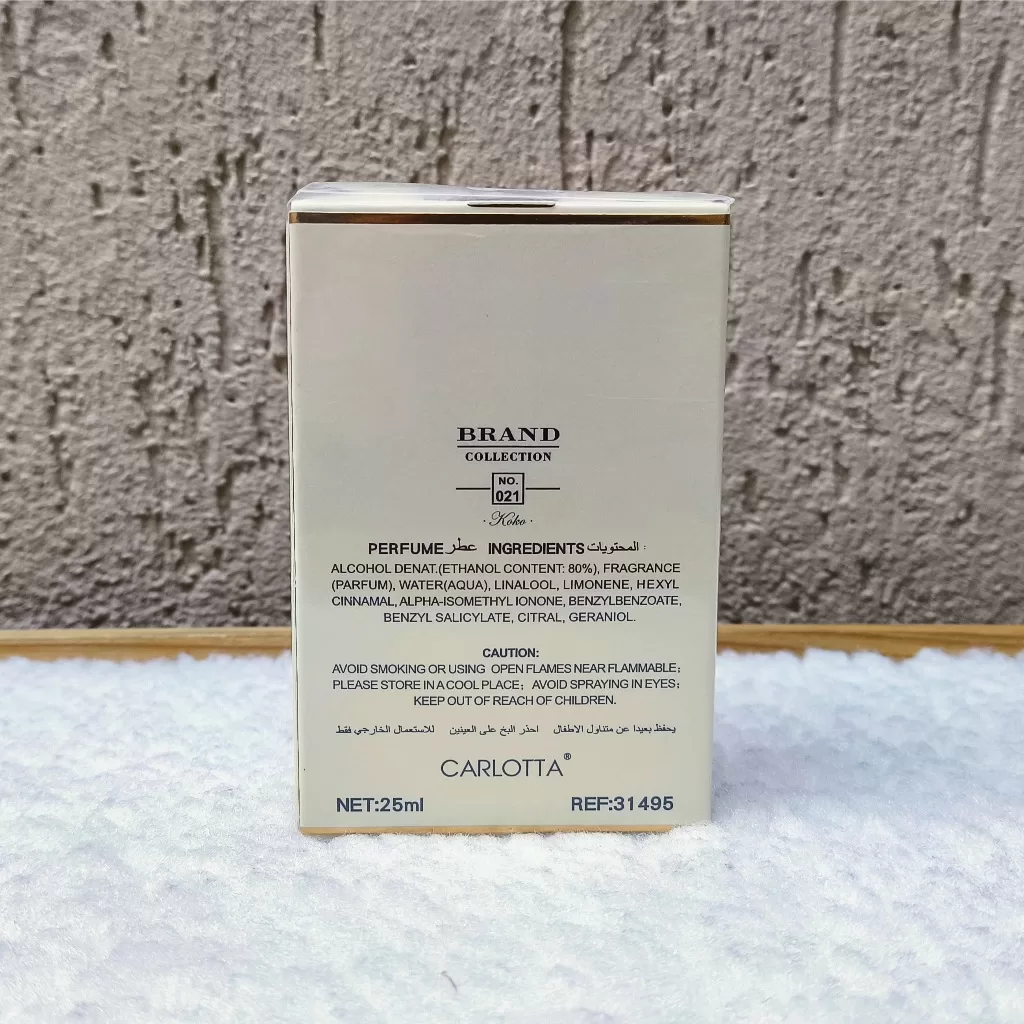 BRAND
COLLECTION
NO.
021
· Koko ·
PERFUME عطر INGREDIENTS المحتويات :
ALCOHOL DENAT.(ETHANOL CONTENT: 80%), FRAGRANCE
(PARFUM), WATER(AQUA), LINALOOL, LIMONENE, HEXYL
CINNAMAL, ALPHA-ISOMETHYL IONONE, BENZYLBENZOATE,
BENZYL SALICYLATE, CITRAL, GERANIOL.
CAUTION:
AVOID SMOKING OR USING OPEN FLAMES NEAR FLAMMABLE;
PLEASE STORE IN A COOL PLACE; AVOID SPRAYING IN EYES;
KEEP OUT OF REACH OF CHILDREN.
يحفظ بعيدا عن متناول الاطفال احذر البخ على العينين للاستعمال الخارجي فقط
CARLOTTA®
NET:25ml REF:31495